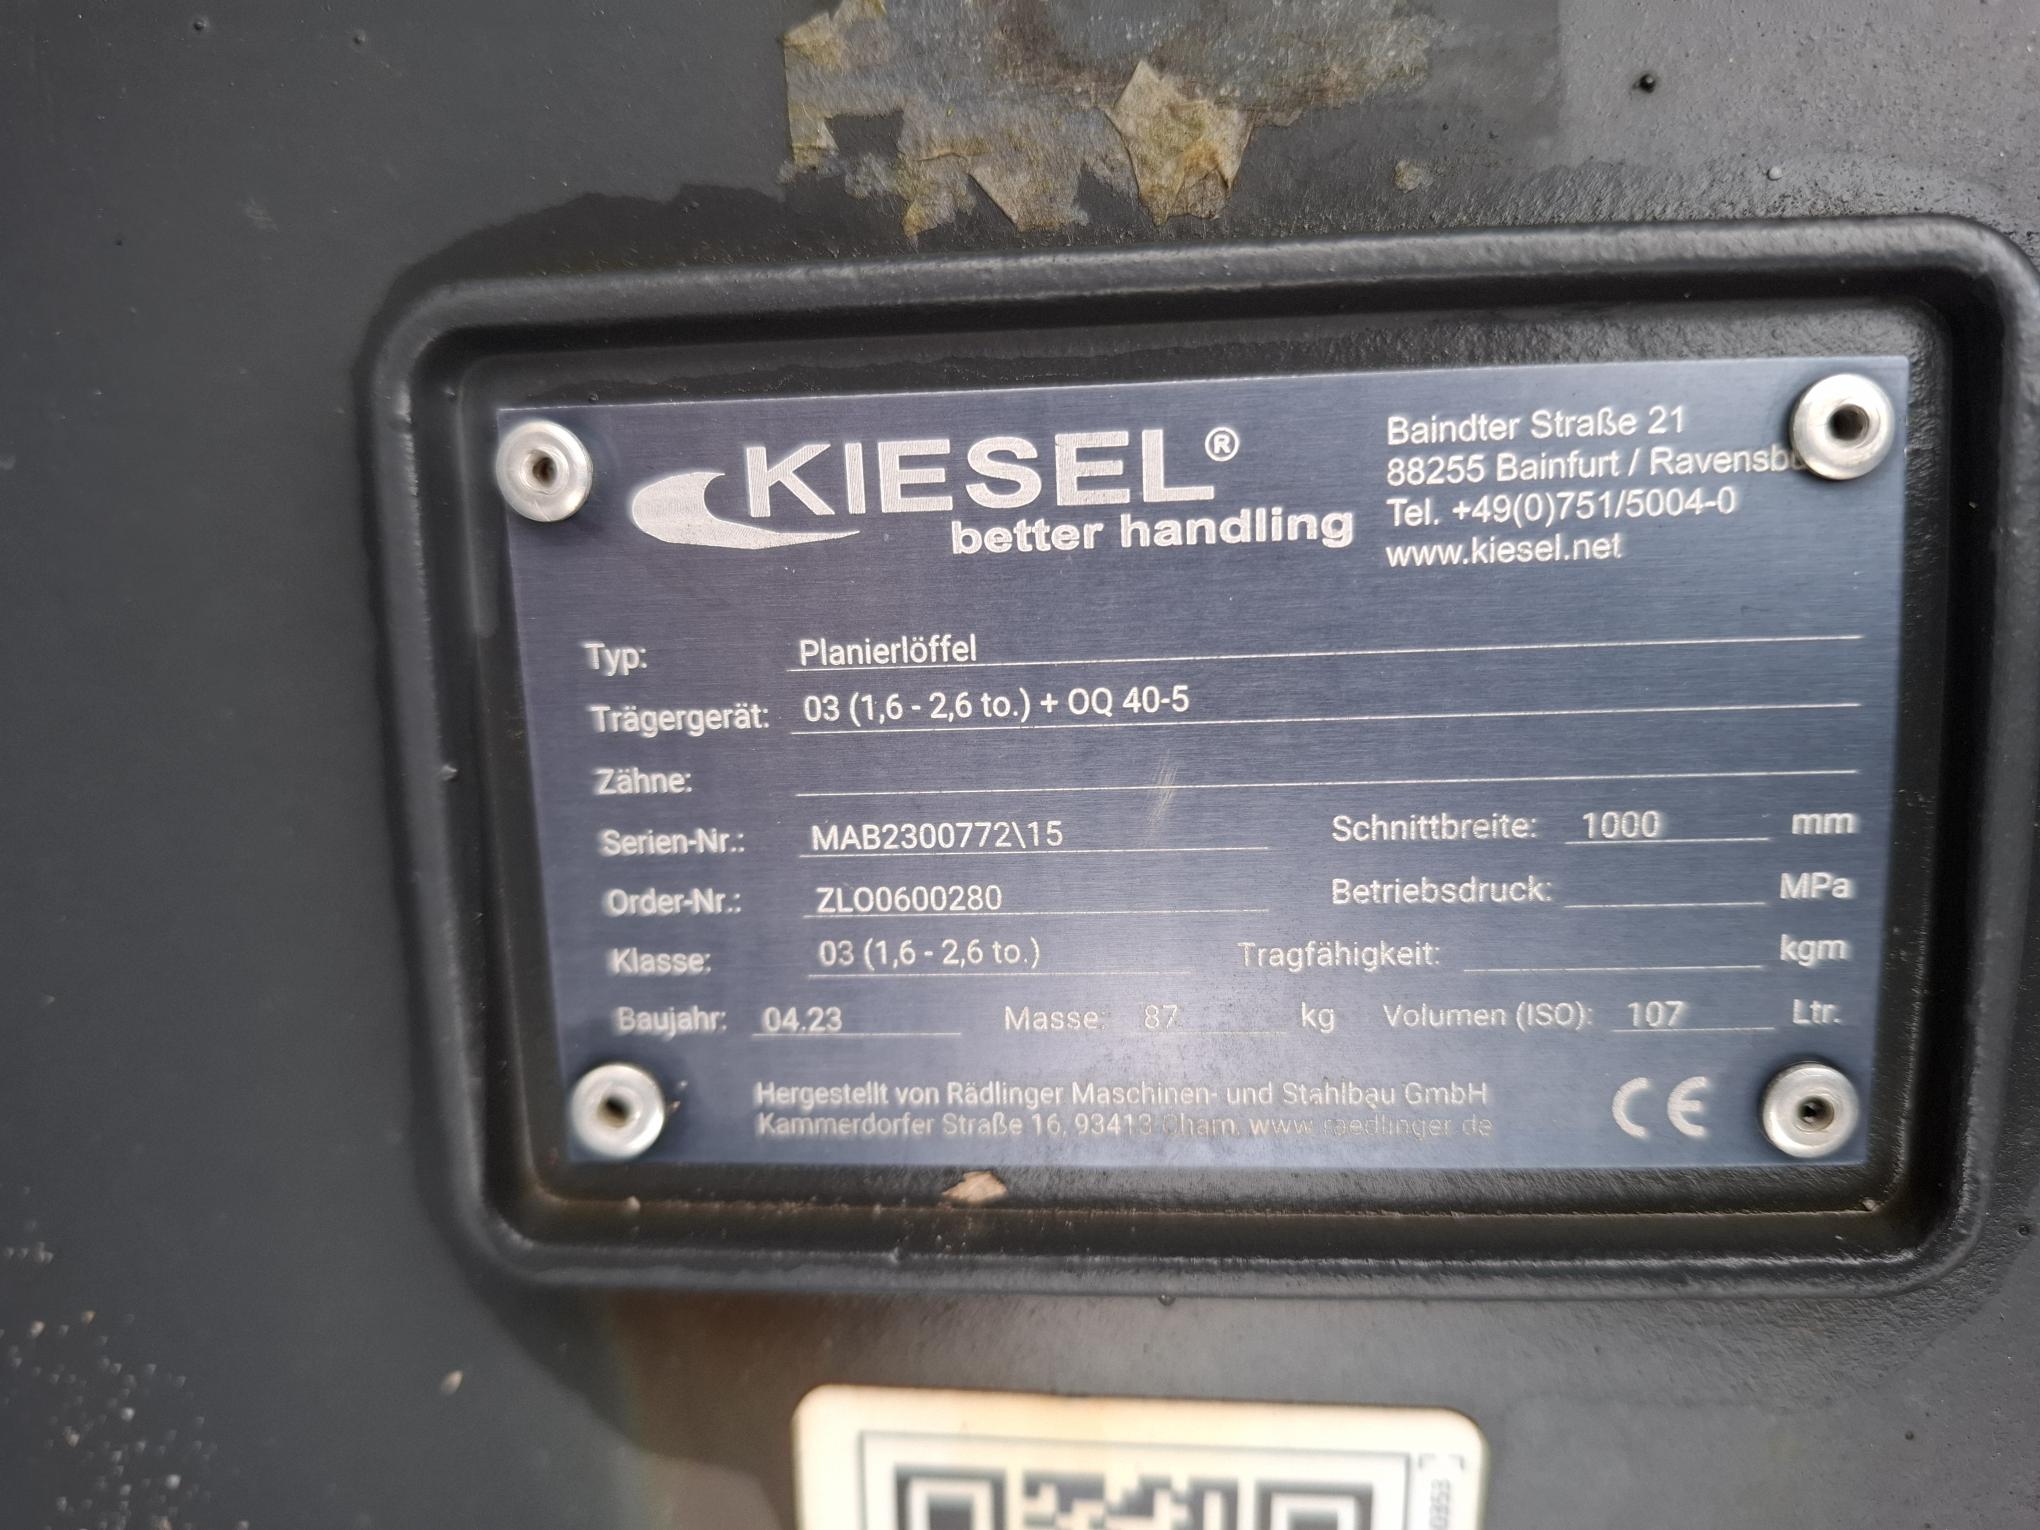 KIESEL®
better handling
Baindter Straße 21
88255 Bainfurt / Ravensbu
Tel. +49(0)751/5004-0
www.kiesel.net
Typ: Planierlöffel
Trägergerät: 03 (1,6 - 2,6 to.) + OQ 40-5
Zähne:
Serien-Nr.: MAB2300772\15 Schnittbreite: 1000 mm
Order-Nr.: ZLO0600280 Betriebsdruck: MPa
Klasse: 03 (1,6 - 2,6 to.) Tragfähigkeit: kgm
Baujahr: 04.23 Masse: 87 kg Volumen (ISO): 107 Ltr.
Hergestellt von Rädlinger Maschinen- und Stahlbau GmbH
Kammerdorfer Straße 16, 93413 Cham, www.raedlinger.de
CE